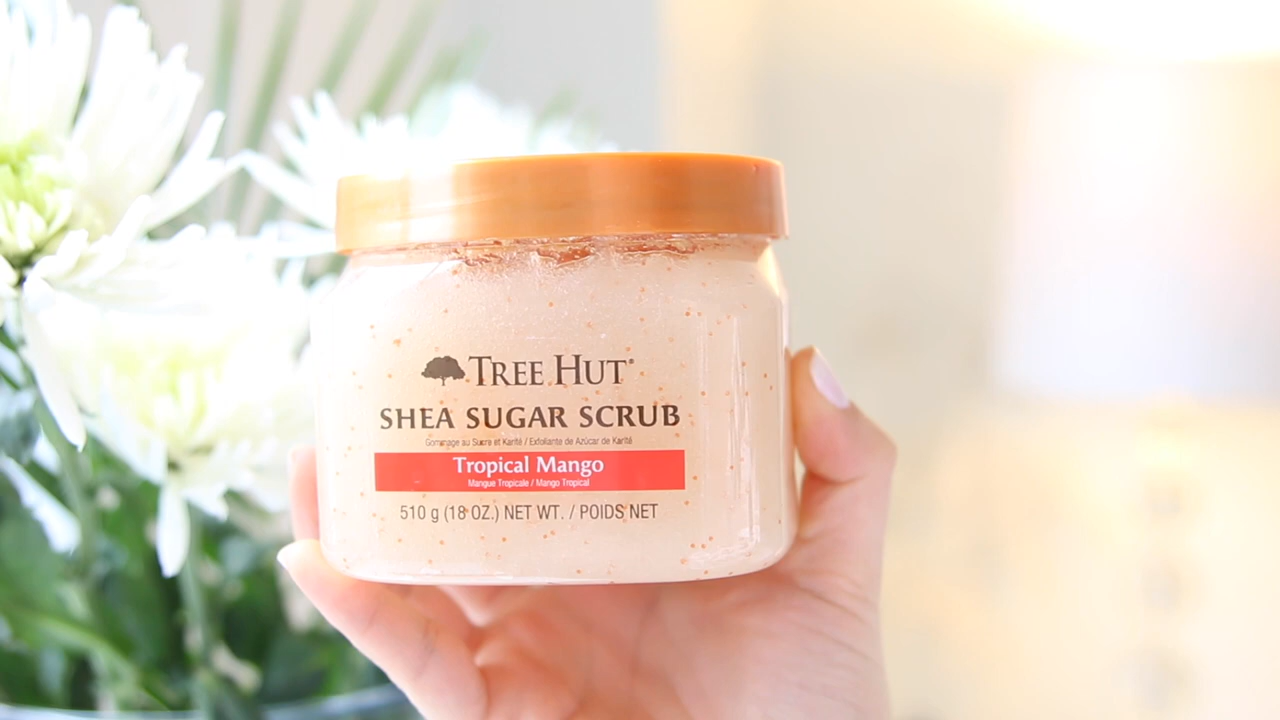 TREE HUT®
SHEA SUGAR SCRUB
Gommage au Sucre et Karité / Exfoliante de Azúcar de Karité
Tropical Mango
Mangue Tropicale / Mango Tropical
510 g (18 OZ.) NET WT. / POIDS NET